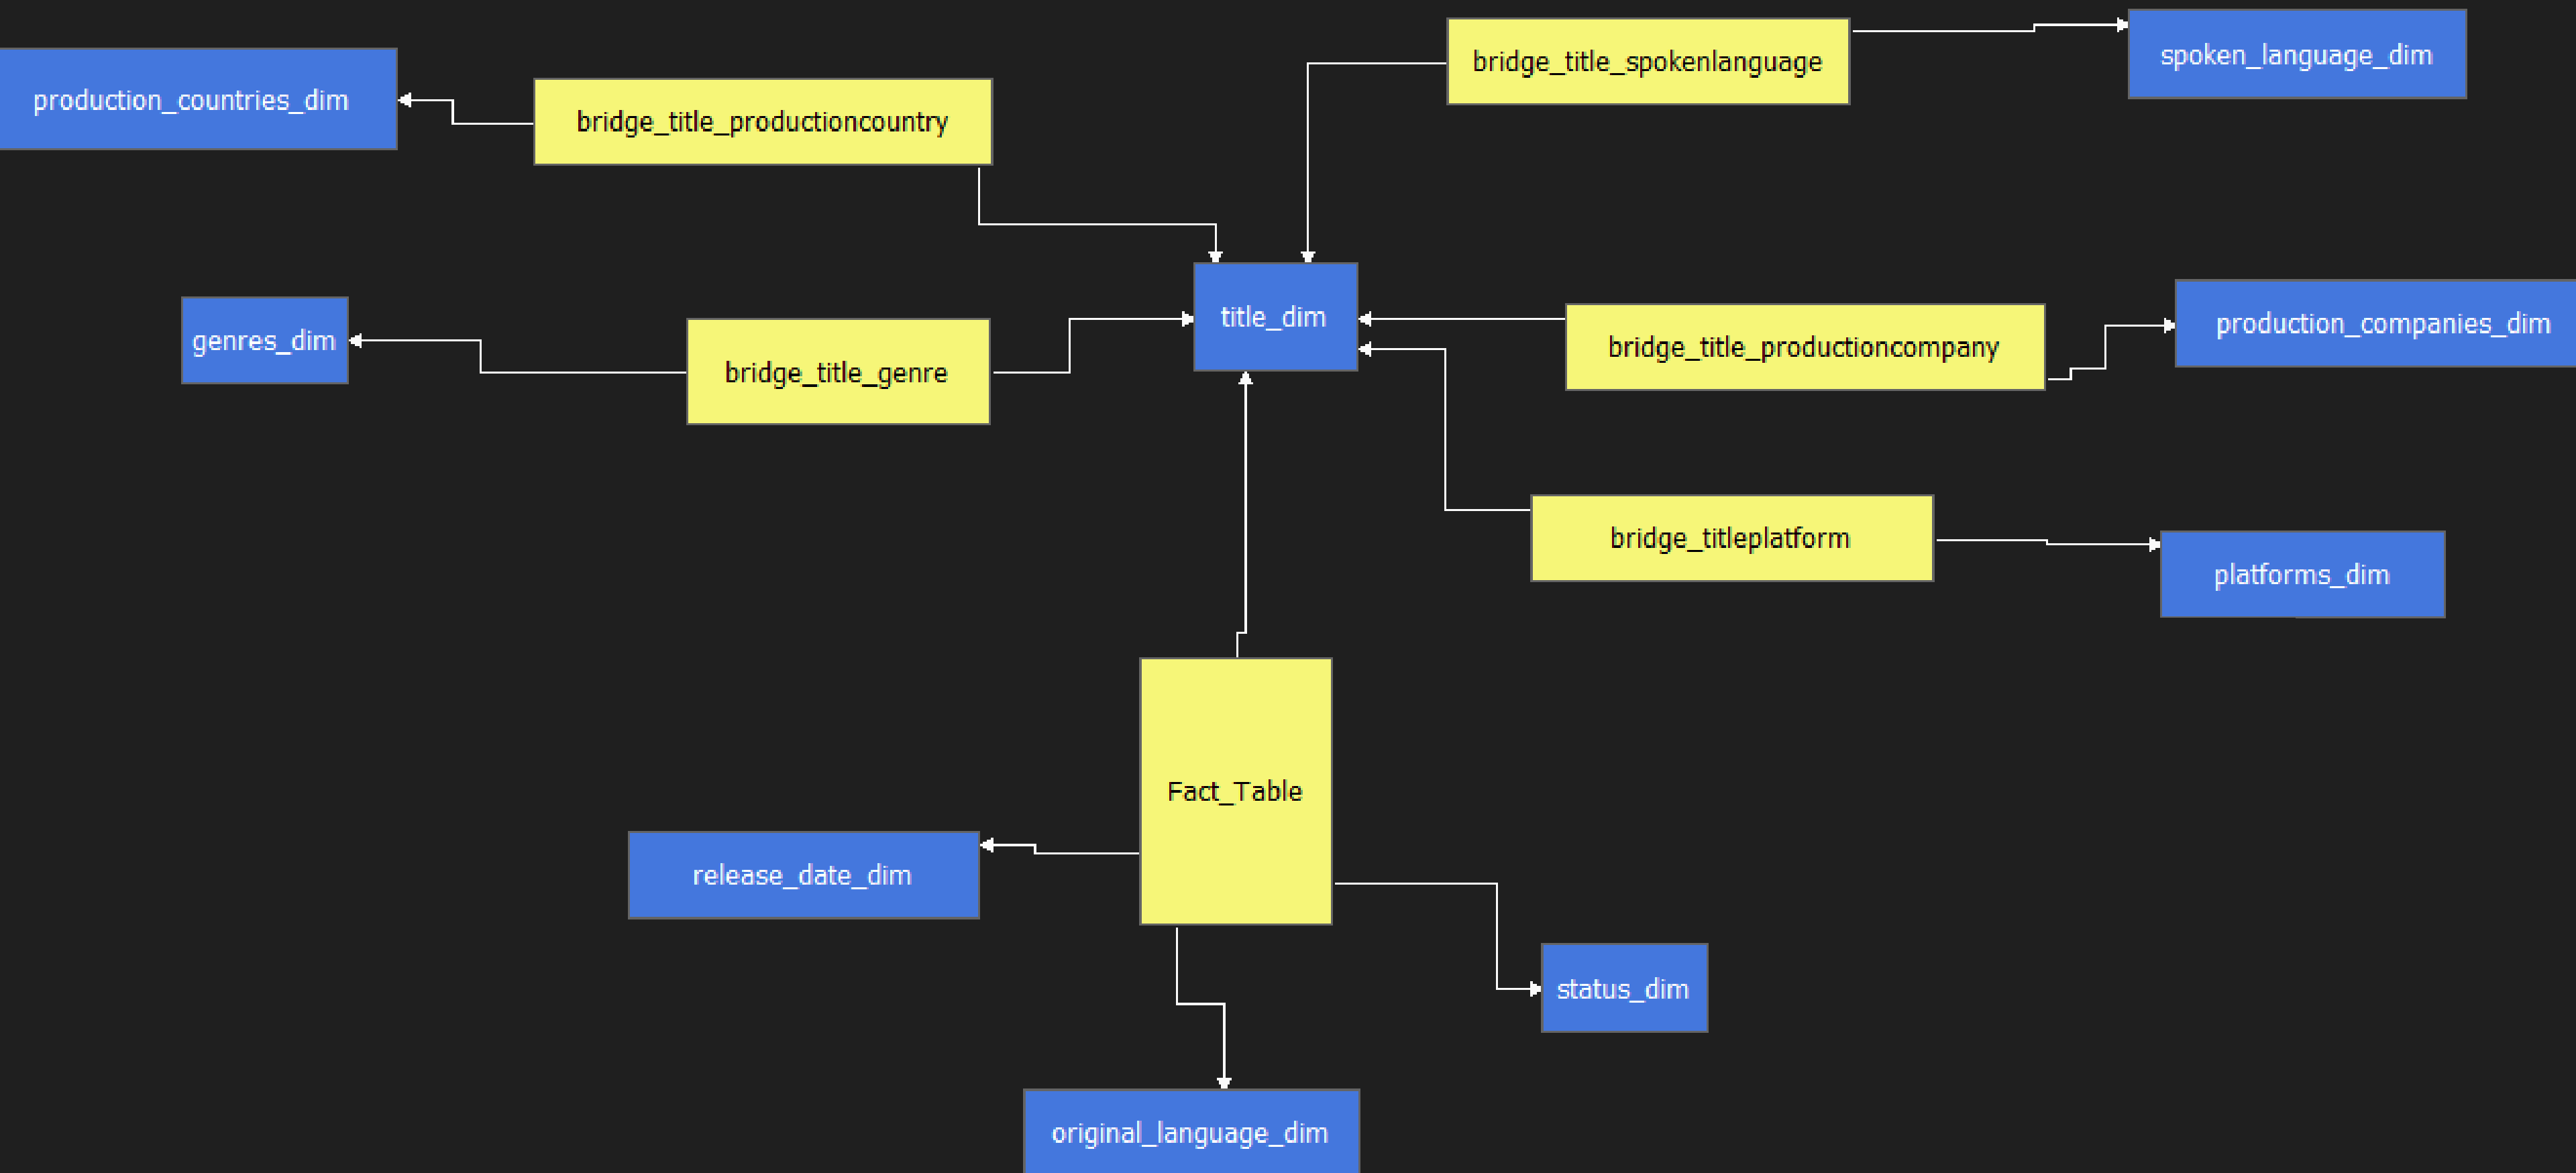 bridge_title_spokenlanguage
spoken_language_dim
production_countries_dim
bridge_title_productioncountry
title_dim
genres_dim
bridge_title_genre
bridge_title_productioncompany
production_companies_dim
bridge_titleplatform
platforms_dim
Fact_Table
release_date_dim
status_dim
original_language_dim